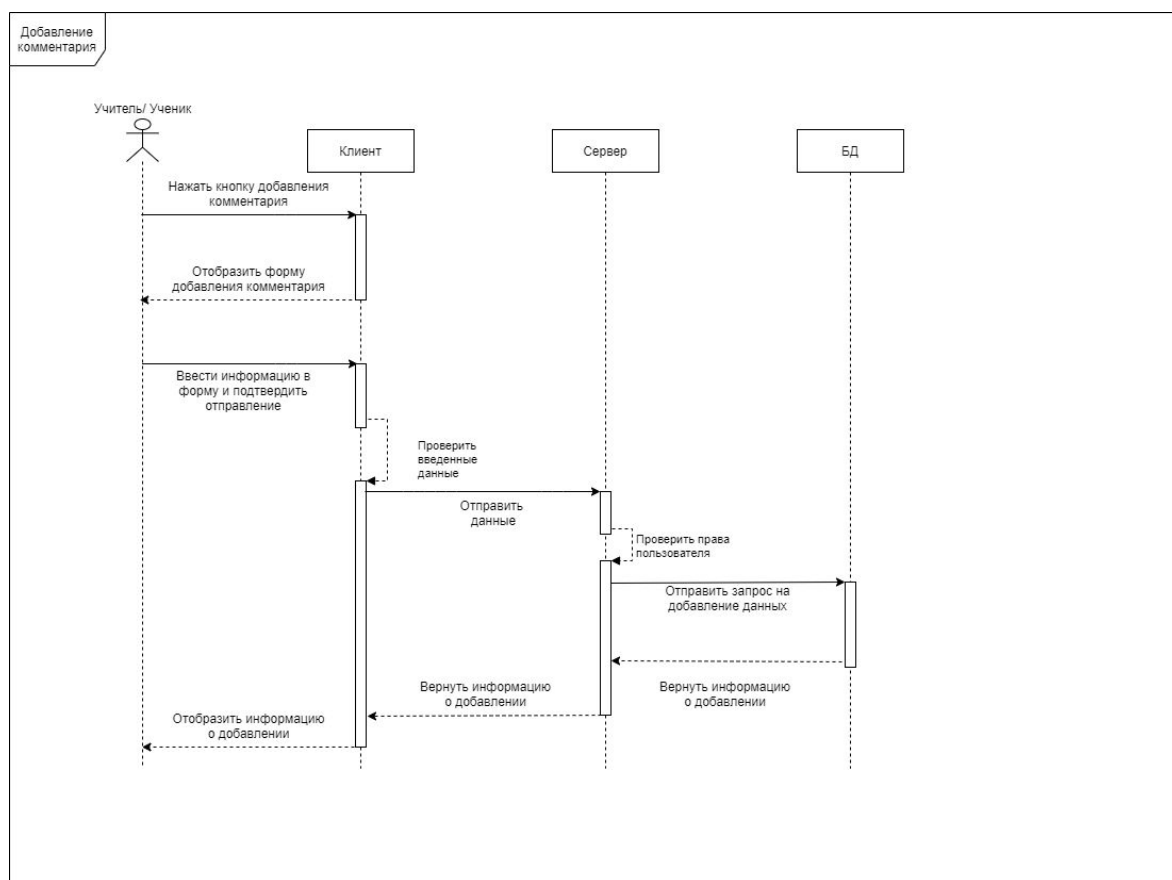 Добавление
комментария
Учитель/ Ученик
Клиент
Сервер
БД
Нажать кнопку добавления
комментария
Отобразить форму
добавления комментария
Ввести информацию в
форму и подтвердить
отправление
Проверить
введенные
данные
Отправить
данные
Проверить права
пользователя
Отправить запрос на
добавление данных
Вернуть информацию
о добавлении
Вернуть информацию
о добавлении
Отобразить информацию
о добавлении